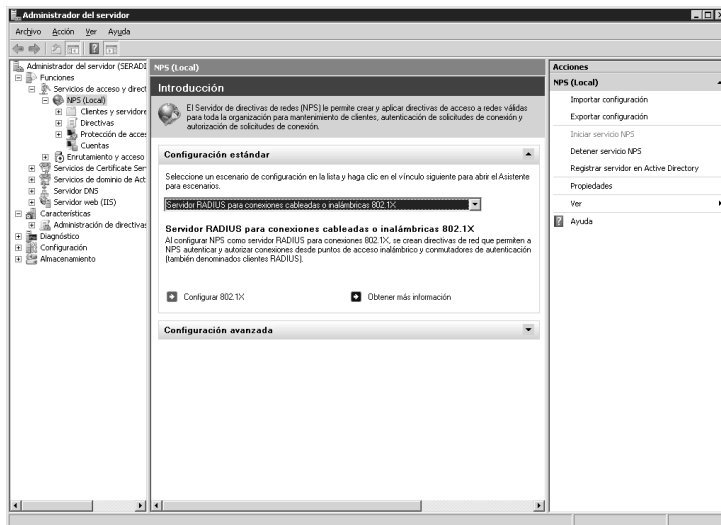 Administrador del servidor
Archivo Acción Ver Ayuda
Administrador del servidor (SERADI
Funciones
Servicios de acceso y direct
NPS (Local)
Clientes y servidore
Directivas
Protección de acces
Cuentas
Enrutamiento y acceso
Servicios de Certificate Ser
Servicios de dominio de Act
Servidor DNS
Servidor web (IIS)
Características
Administración de directivas
Diagnóstico
Configuración
Almacenamiento
NPS (Local)
Introducción
El Servidor de directivas de redes (NPS) le permite crear y aplicar directivas de acceso a redes válidas
para toda la organización para mantenimiento de clientes, autenticación de solicitudes de conexión y
autorización de solicitudes de conexión.
Configuración estándar
Seleccione un escenario de configuración en la lista y haga clic en el vínculo siguiente para abrir el Asistente
para escenarios.
Servidor RADIUS para conexiones cableadas o inalámbricas 802.1X
Servidor RADIUS para conexiones cableadas o inalámbricas 802.1X
Al configurar NPS como servidor RADIUS para conexiones 802.1X, se crean directivas de red que permiten a
NPS autenticar y autorizar conexiones desde puntos de acceso inalámbrico y conmutadores de autenticación
(también denominados clientes RADIUS).
Configurar 802.1X
Obtener más información
Configuración avanzada
Acciones
NPS (Local)
Importar configuración
Exportar configuración
Iniciar servicio NPS
Detener servicio NPS
Registrar servidor en Active Directory
Propiedades
Ver
Ayuda